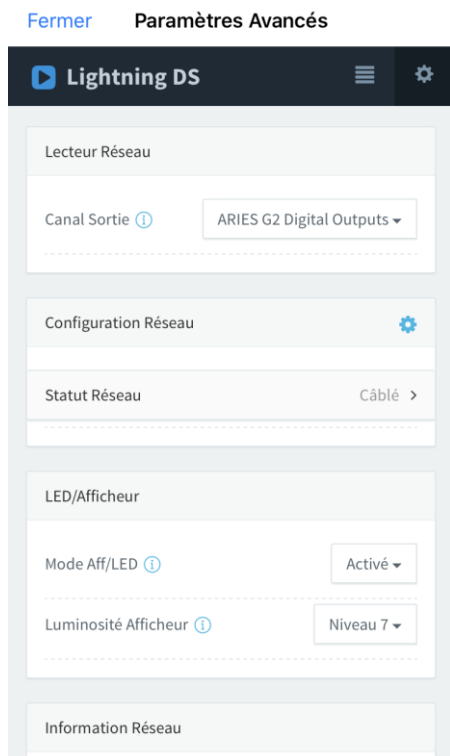 Fermer Paramètres Avancés
Lightning DS
Lecteur Réseau
Canal Sortie ARIES G2 Digital Outputs
Configuration Réseau
Statut Réseau Câblé
LED/Afficheur
Mode Aff/LED Activé
Luminosité Afficheur Niveau 7
Information Réseau